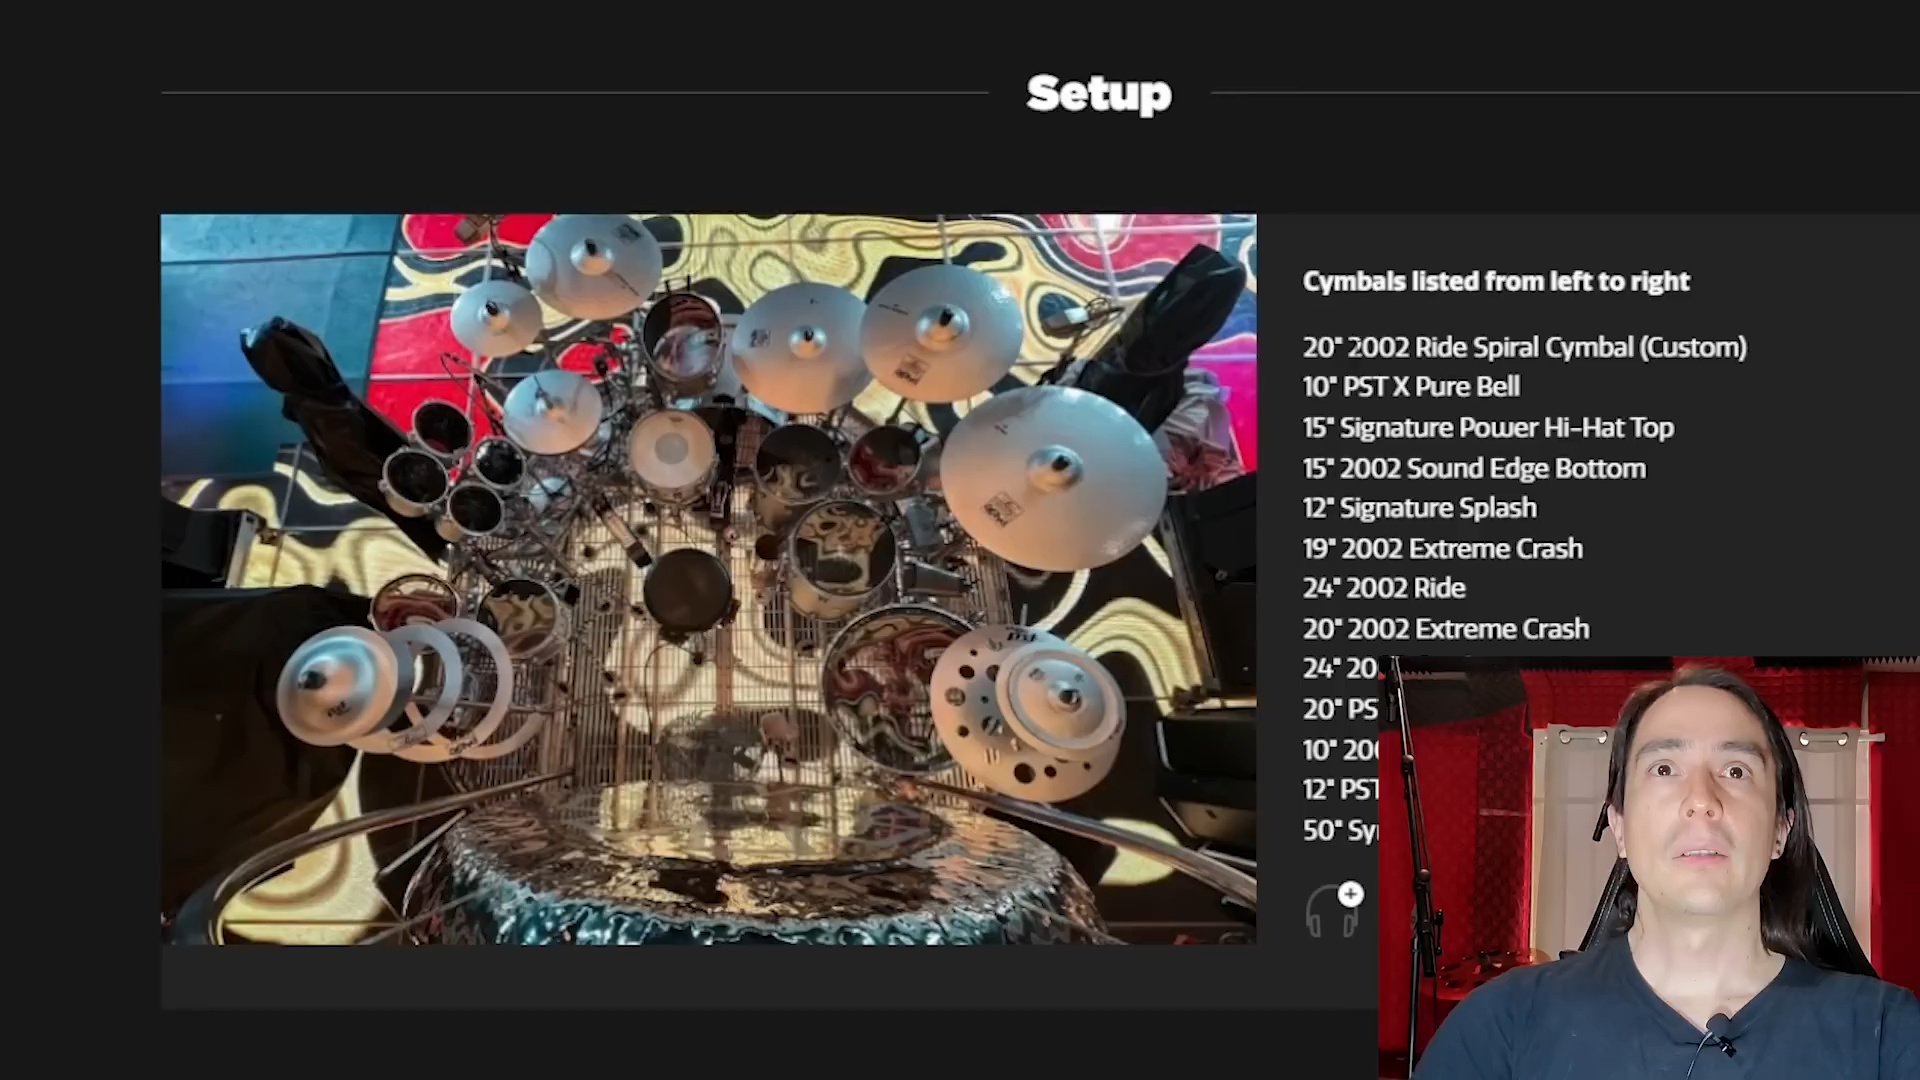 Setup
Cymbals listed from left to right
20" 2002 Ride Spiral Cymbal (Custom)
10" PST X Pure Bell
15" Signature Power Hi-Hat Top
15" 2002 Sound Edge Bottom
12" Signature Splash
19" 2002 Extreme Crash
24" 2002 Ride
20" 2002 Extreme Crash
24" 20
20" PS
10" 20
12" PST
50" Sy